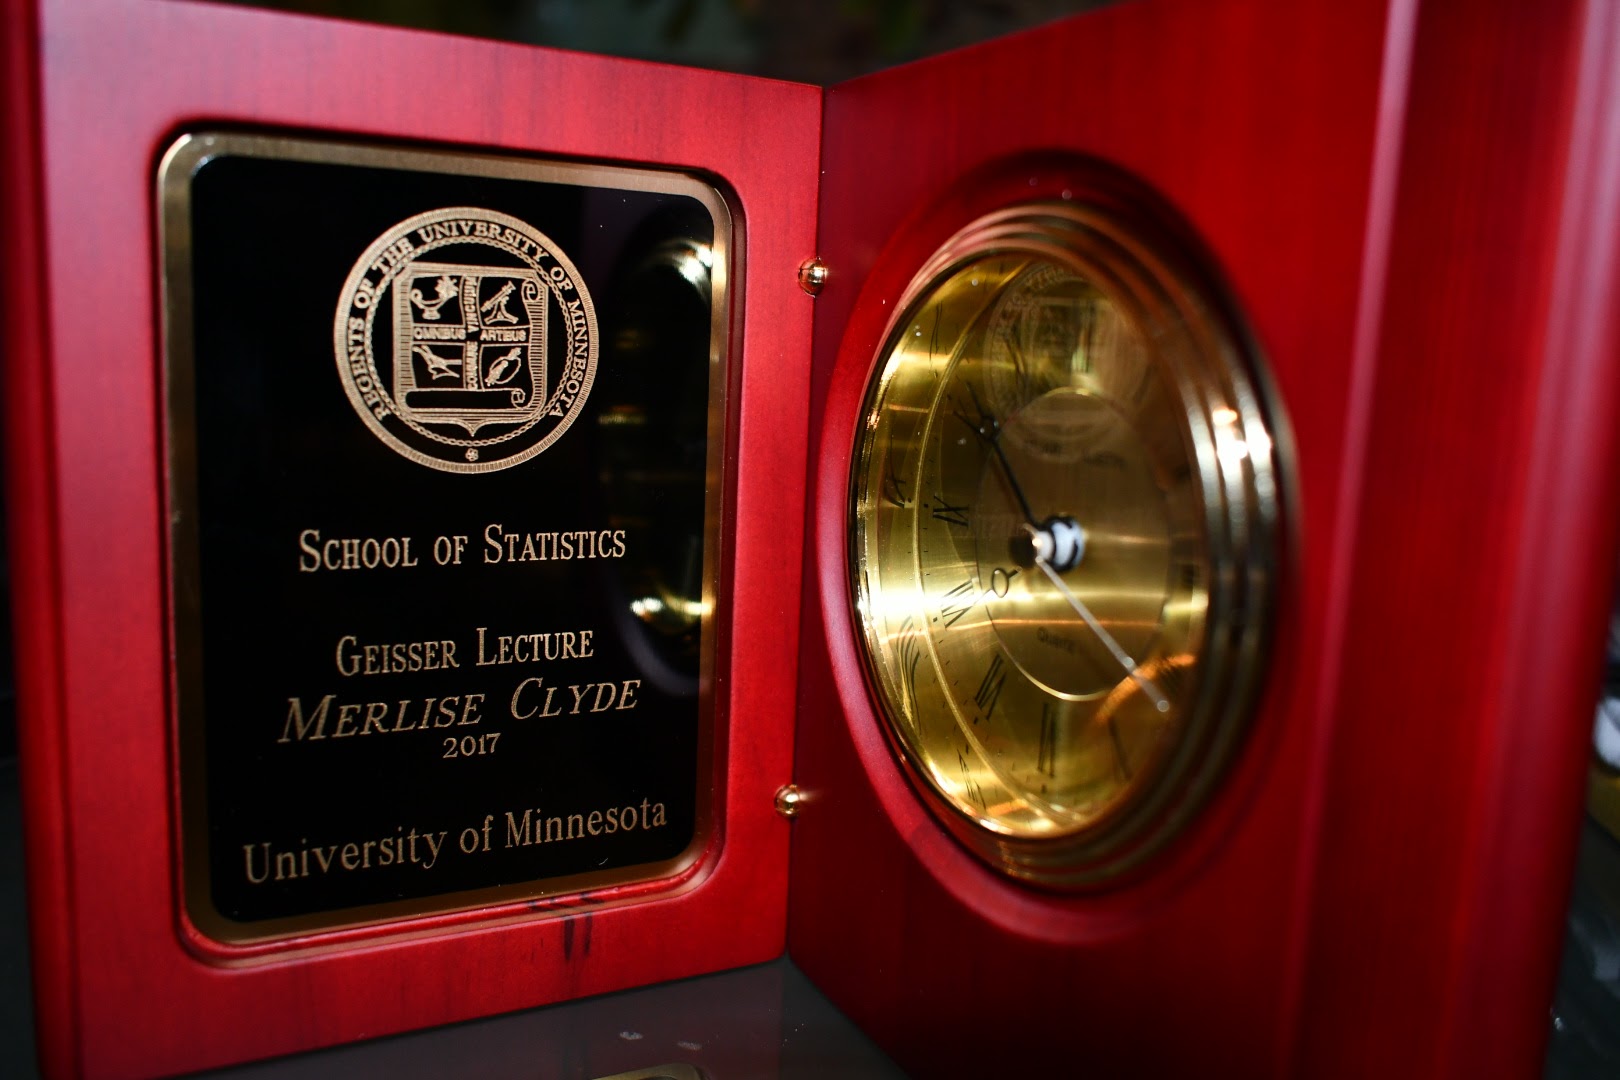 REGENTS OF THE UNIVERSITY OF MINNESOTA
OMNIBUS ARTIBUS
COMMUNE VINCULUM
SCHOOL OF STATISTICS
GEISSER LECTURE
MERLISE CLYDE
2017
University of Minnesota
IX
VIII
VII
VI
Quartz